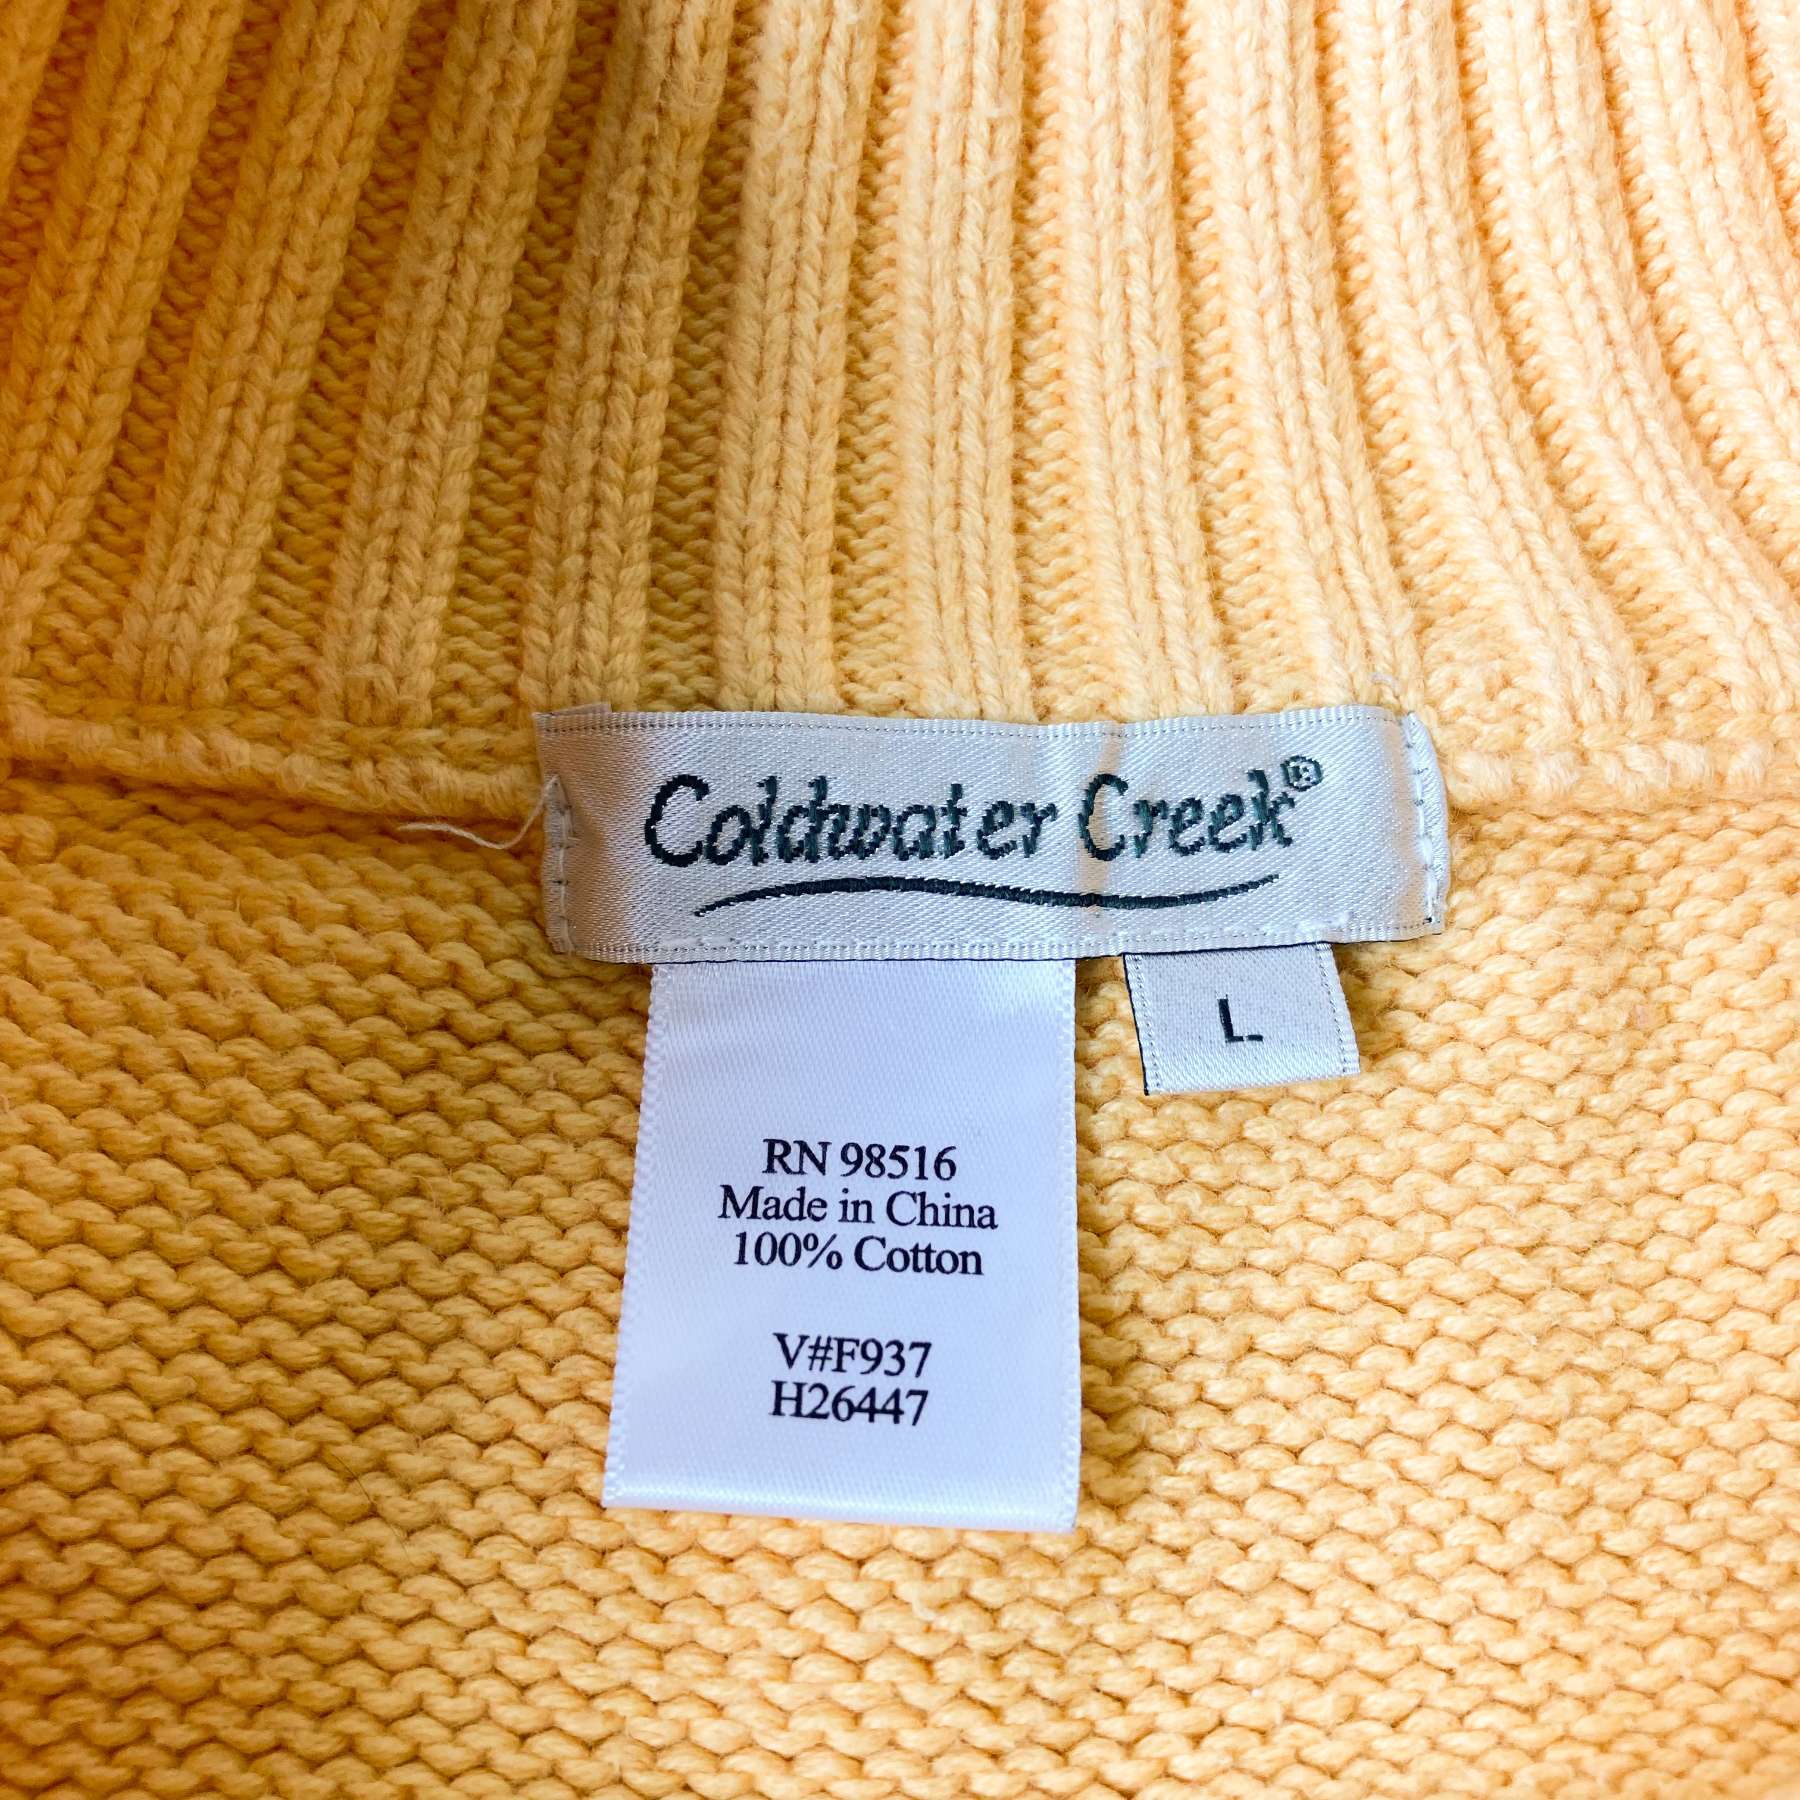 Coldwater Creek®
L
RN 98516
Made in China
100% Cotton
V#F937
H26447